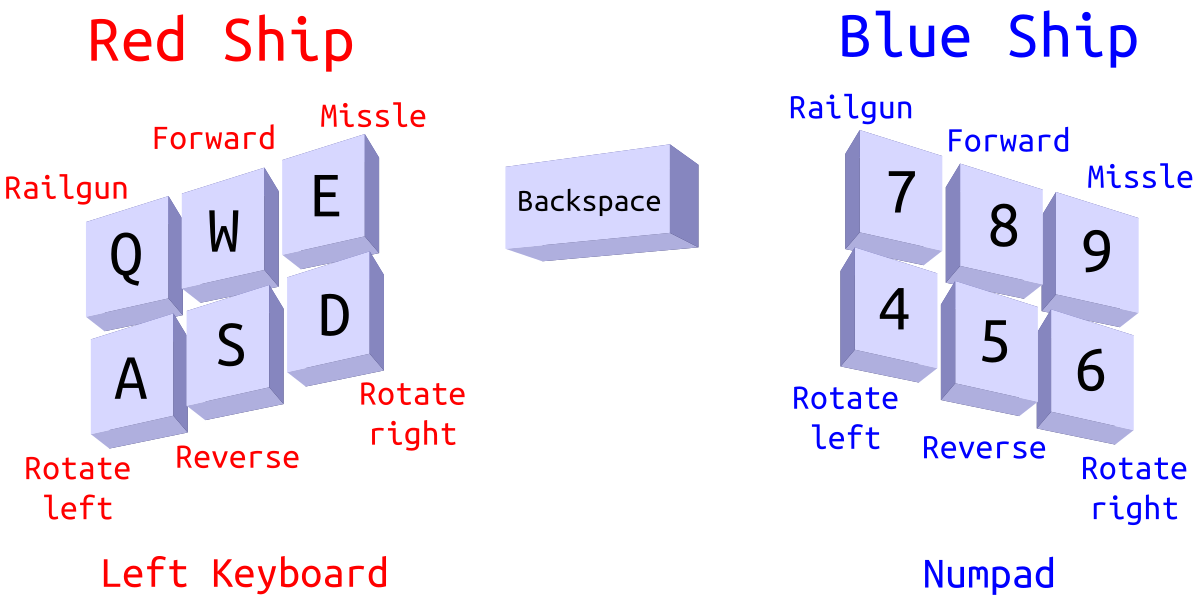 Red Ship
Railgun
Forward
Missle
Q
W
E
A
S
D
Rotate
left
Reverse
Rotate
right
Left Keyboard
Backspace
Blue Ship
Railgun
Forward
Missle
7
8
9
4
5
6
Rotate
left
Reverse
Rotate
right
Numpad